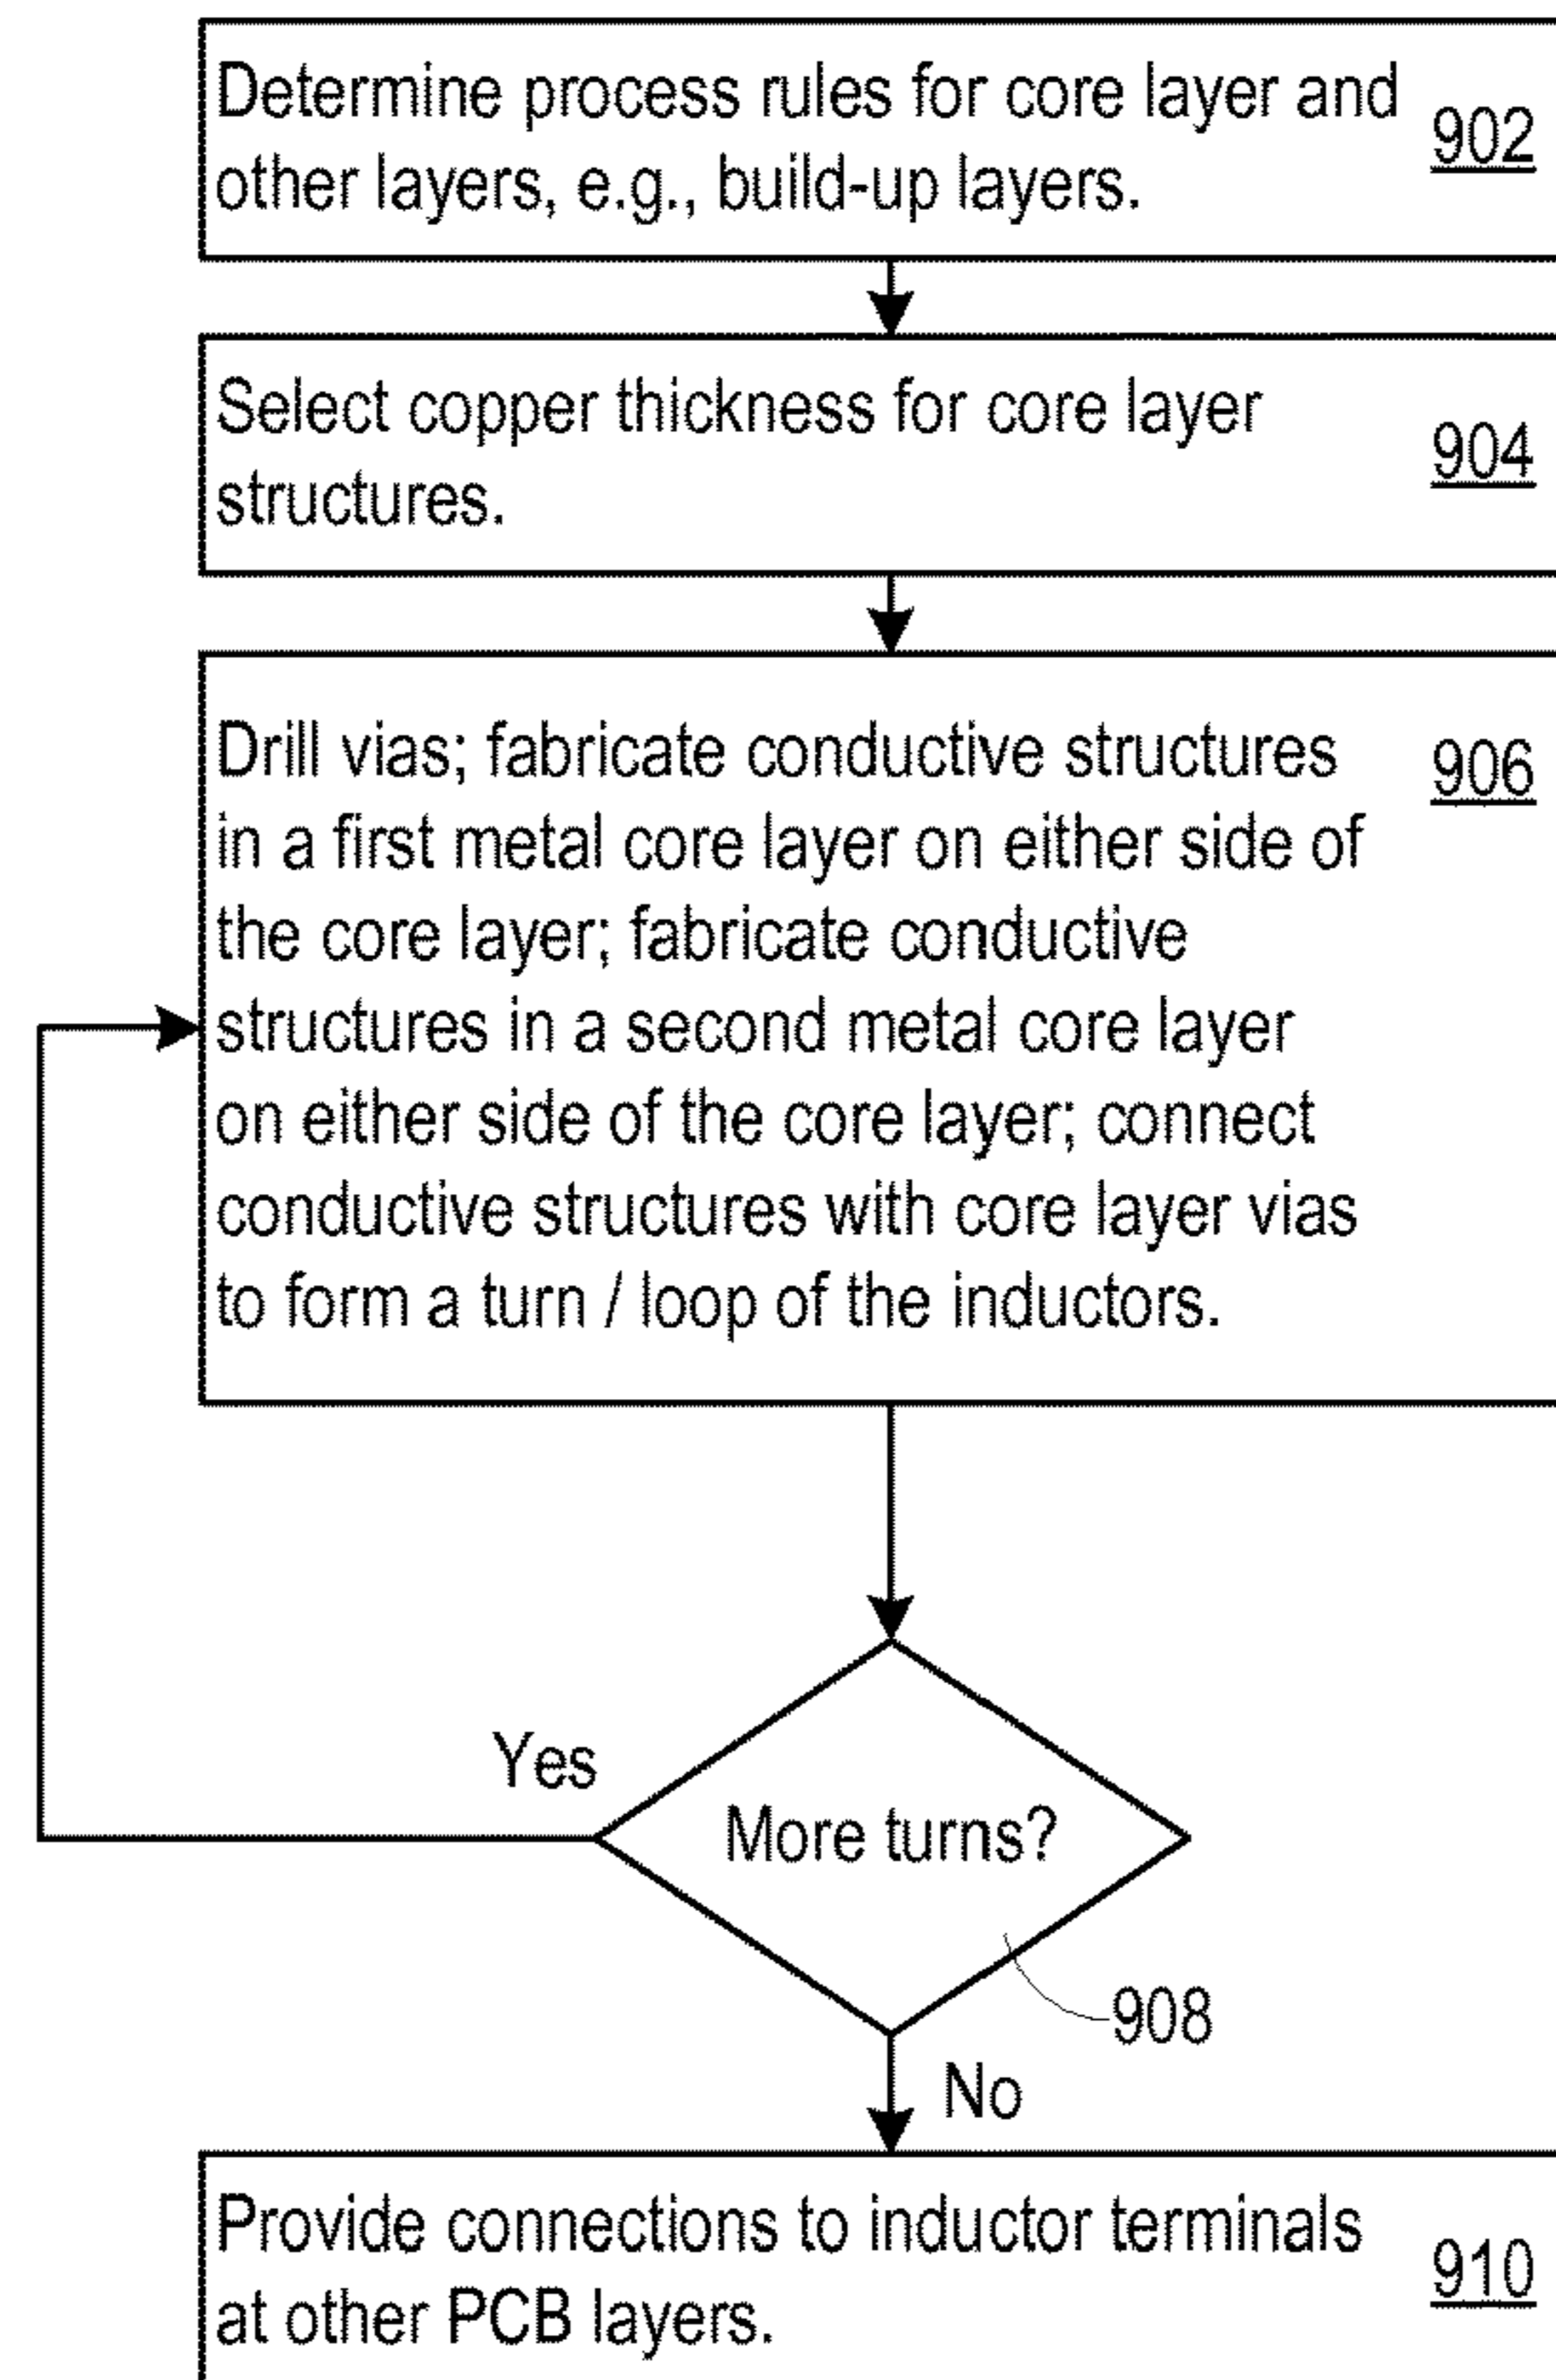 Determine process rules for core layer and
other layers, e.g., build-up layers.
902
Select copper thickness for core layer
structures.
904
Drill vias; fabricate conductive structures
in a first metal core layer on either side of
the core layer; fabricate conductive
structures in a second metal core layer
on either side of the core layer; connect
conductive structures with core layer vias
to form a turn / loop of the inductors.
906
Yes
More turns?
908
No
Provide connections to inductor terminals
at other PCB layers.
910